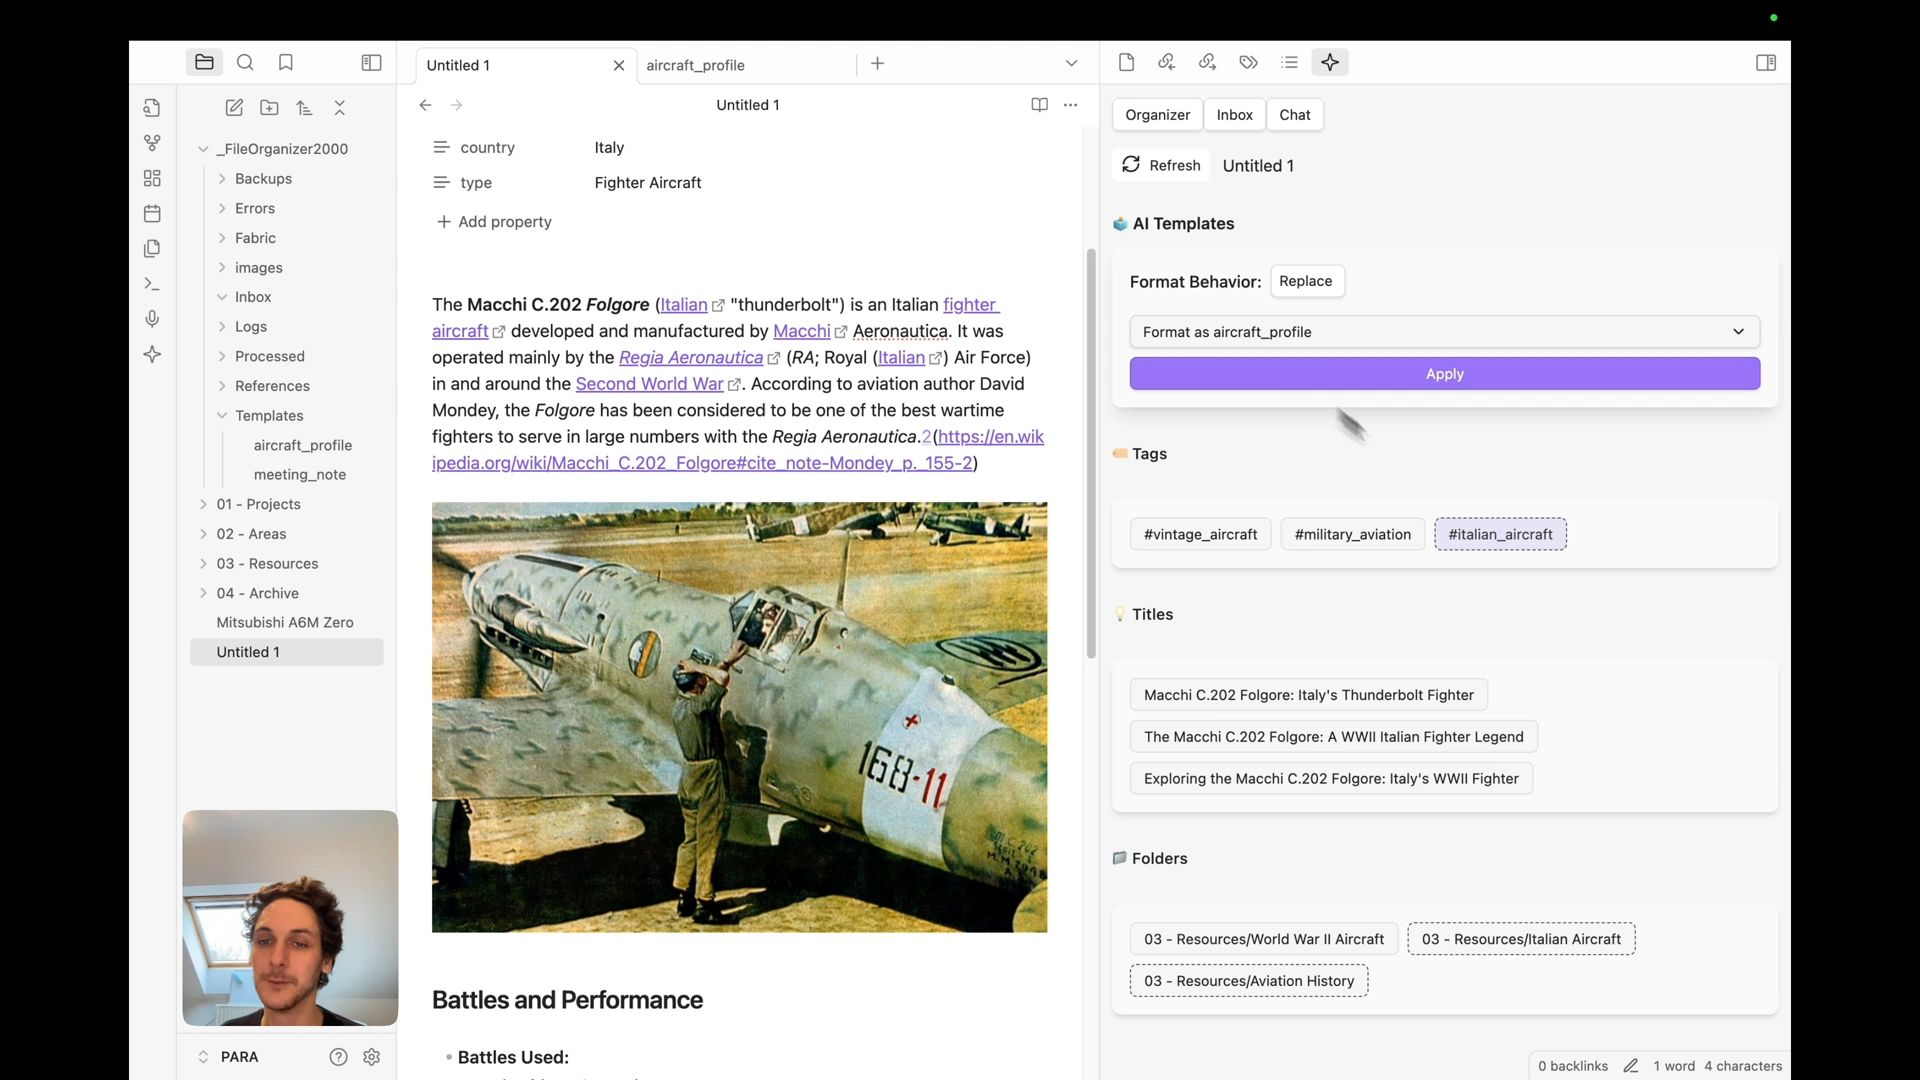 Untitled 1
aircraft_profile
Untitled 1
_FileOrganizer2000
Backups
Errors
Fabric
images
Inbox
Logs
Processed
References
Templates
aircraft_profile
meeting_note
01 - Projects
02 - Areas
03 - Resources
04 - Archive
Mitsubishi A6M Zero
Untitled 1
PARA
country Italy
type Fighter Aircraft
Add property
The Macchi C.202 Folgore (Italian "thunderbolt") is an Italian fighter
aircraft developed and manufactured by Macchi Aeronautica. It was
operated mainly by the Regia Aeronautica (RA; Royal (Italian) Air Force)
in and around the Second World War. According to aviation author David
Mondey, the Folgore has been considered to be one of the best wartime
fighters to serve in large numbers with the Regia Aeronautica.2(https://en.wik
ipedia.org/wiki/Macchi_C.202_Folgore#cite_note-Mondey_p._155-2)
168-11
Battles and Performance
Battles Used:
Organizer Inbox Chat
Refresh Untitled 1
AI Templates
Format Behavior: Replace
Format as aircraft_profile
Apply
Tags
#vintage_aircraft #military_aviation #italian_aircraft
Titles
Macchi C.202 Folgore: Italy's Thunderbolt Fighter
The Macchi C.202 Folgore: A WWII Italian Fighter Legend
Exploring the Macchi C.202 Folgore: Italy's WWII Fighter
Folders
03 - Resources/World War II Aircraft 03 - Resources/Italian Aircraft
03 - Resources/Aviation History
0 backlinks 1 word 4 characters